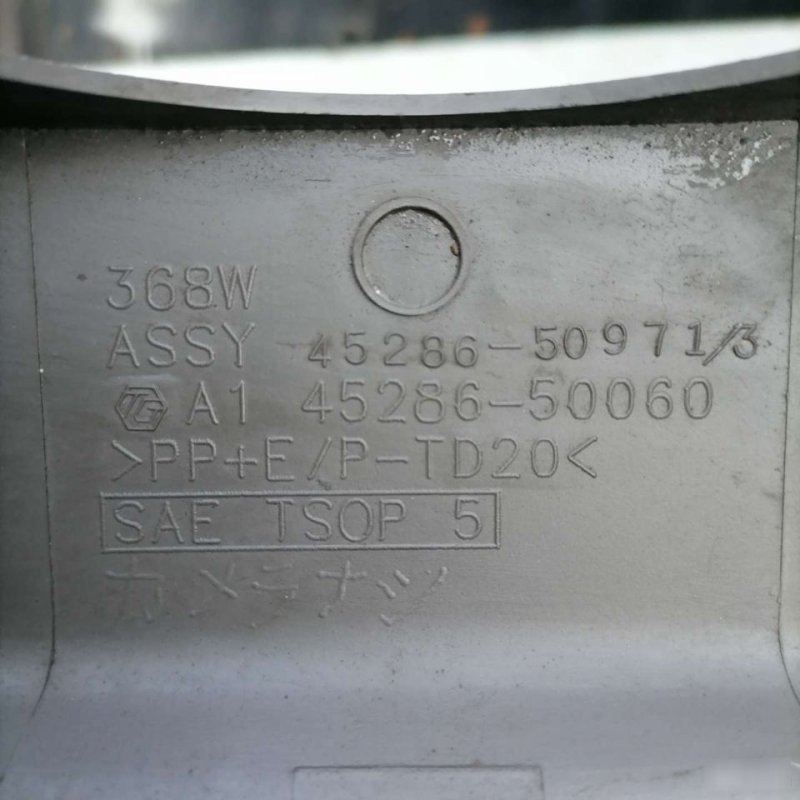 368W
ASSY 45286-50971/3
TG A1 45286-50060
>PP+E/P-TD20<
SAE TSOP 5
カメラナシ